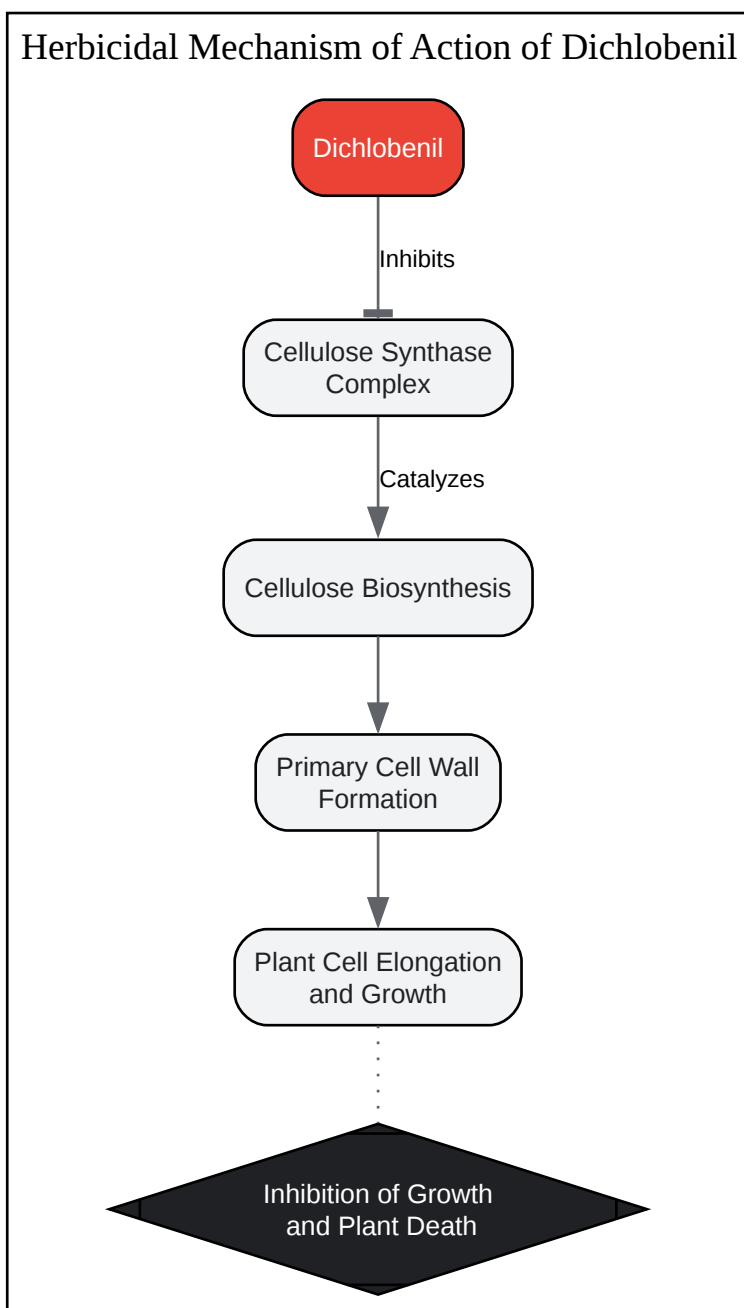 Herbicidal Mechanism of Action of Dichlobenil
Dichlobenil
Inhibits
Cellulose Synthase
Complex
Catalyzes
Cellulose Biosynthesis
Primary Cell Wall
Formation
Plant Cell Elongation
and Growth
Inhibition of Growth
and Plant Death